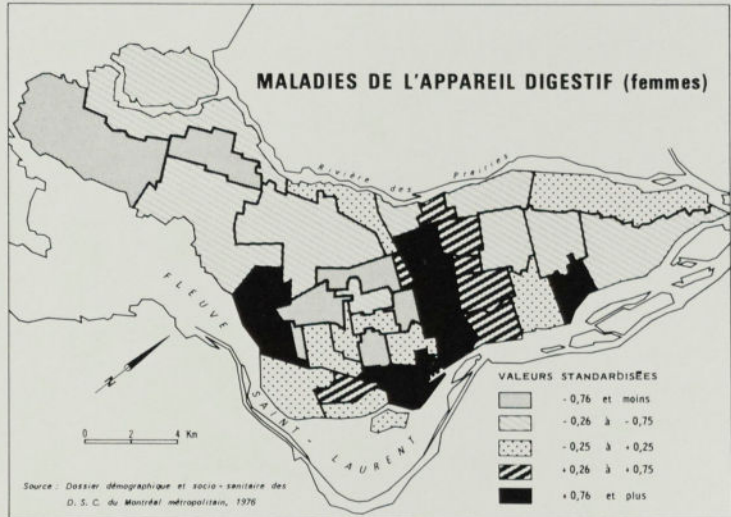 MALADIES DE L'APPAREIL DIGESTIF (femmes)
Rivière des Prairies
FLEUVE
SAINT-LAURENT
N
0 2 4 Km
VALEURS STANDARDISÉES
- 0,76 et moins
- 0,26 à - 0,75
- 0,25 à + 0,25
+ 0,26 à + 0,75
+ 0,76 et plus
Source : Dossier démographique et socio-sanitaire des
D. S. C. du Montréal métropolitain, 1976